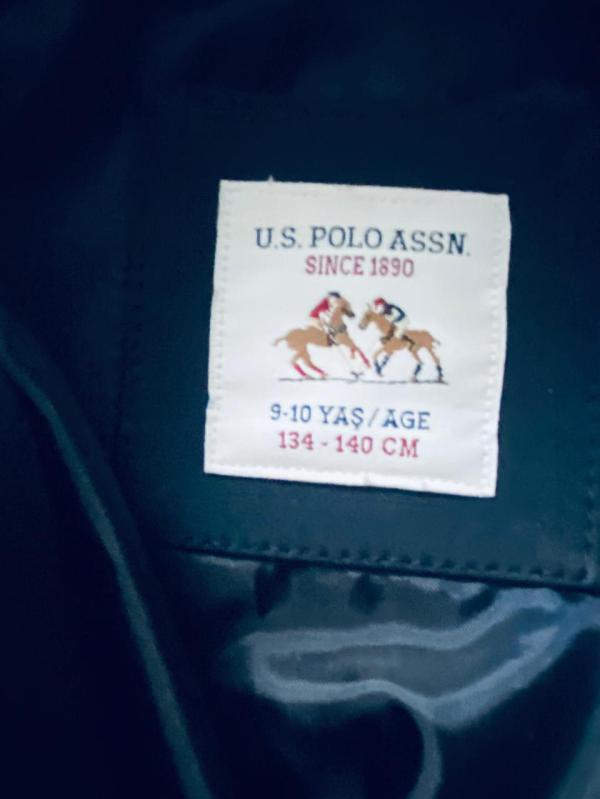 U.S. POLO ASSN.
SINCE 1890
9-10 YAŞ/AGE
134 - 140 CM